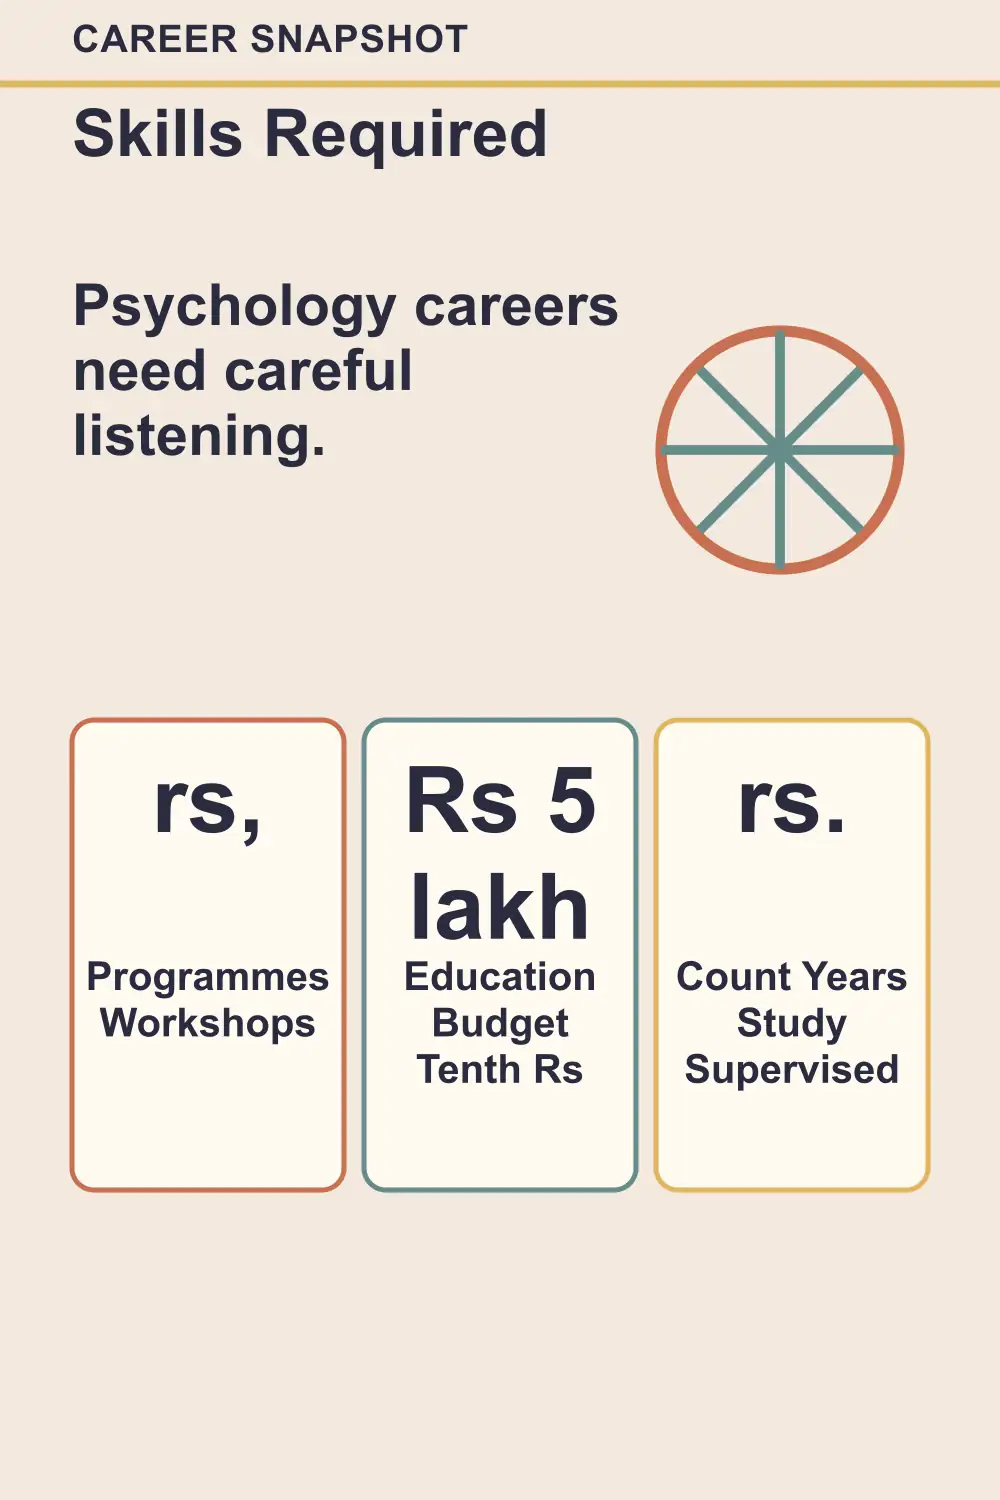 CAREER SNAPSHOT
Skills Required
Psychology careers
need careful
listening.
rs,
Programmes
Workshops
Rs 5
lakh
Education
Budget
Tenth Rs
rs.
Count Years
Study
Supervised